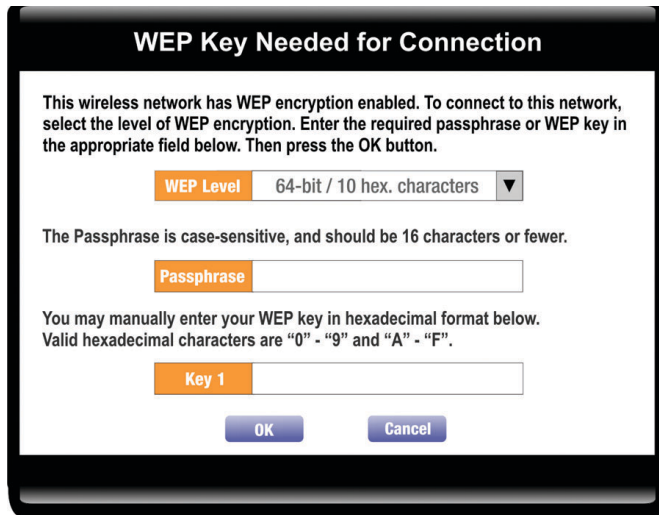 WEP Key Needed for Connection
This wireless network has WEP encryption enabled. To connect to this network,
select the level of WEP encryption. Enter the required passphrase or WEP key in
the appropriate field below. Then press the OK button.
WEP Level 64-bit / 10 hex. characters ▼
The Passphrase is case-sensitive, and should be 16 characters or fewer.
Passphrase
You may manually enter your WEP key in hexadecimal format below.
Valid hexadecimal characters are “0” - “9” and “A” - “F”.
Key 1
OK Cancel